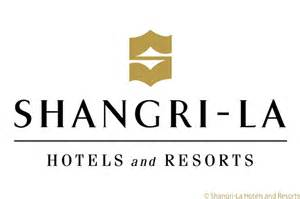 SHANGRI-LA
HOTELS and RESORTS
© Shangri-La Hotels and Resorts